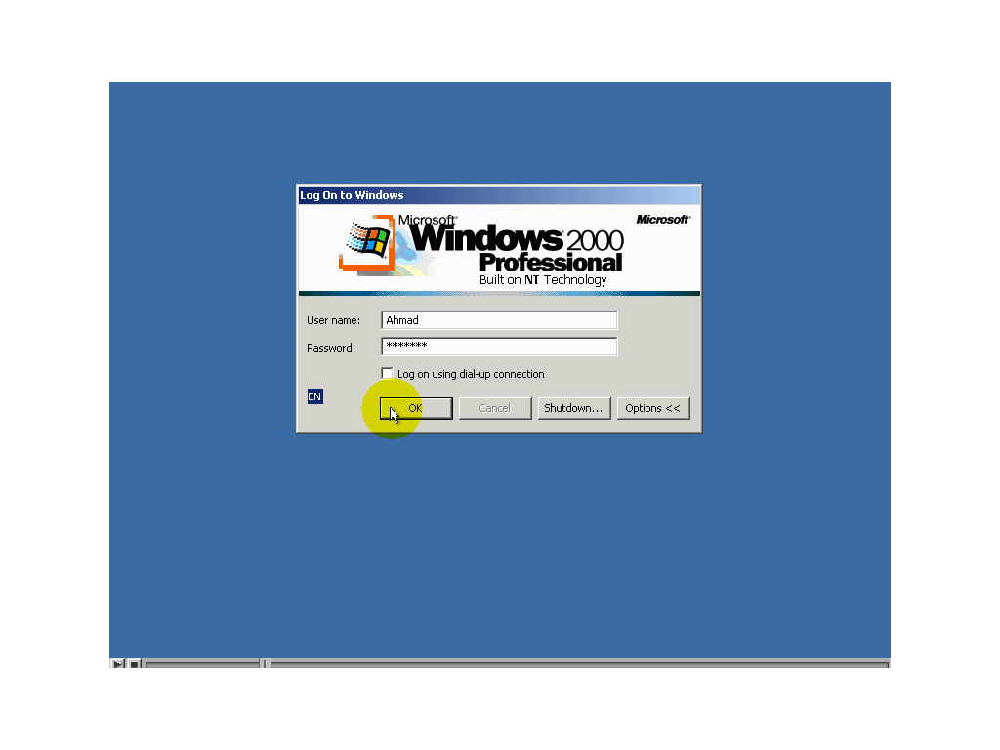 Log On to Windows
Microsoft®
Microsoft®
Windows® 2000
Professional
Built on NT Technology
User name: Ahmad
Password: *******
Log on using dial-up connection
EN
OK Cancel Shutdown... Options <<